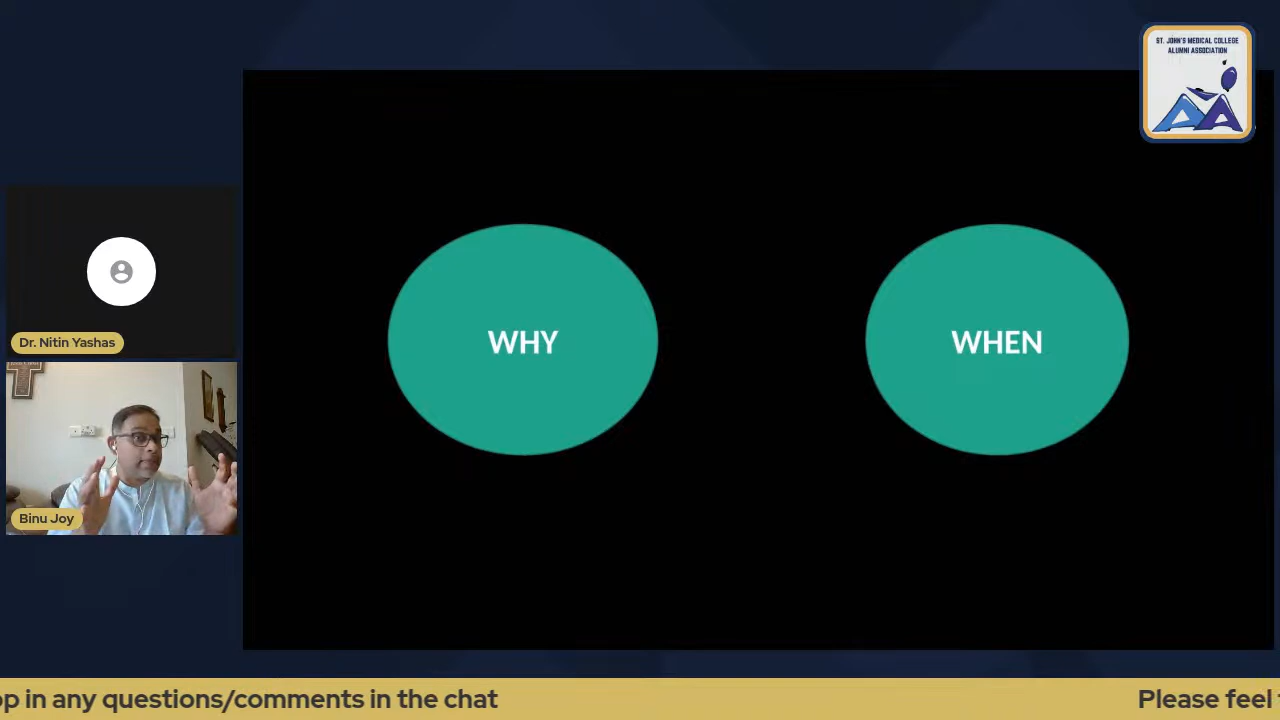 ST. JOHN'S MEDICAL COLLEGE
ALUMNI ASSOCIATION
WHY
WHEN
Dr. Nitin Yashas
Binu Joy
op in any questions/comments in the chat
Please feel